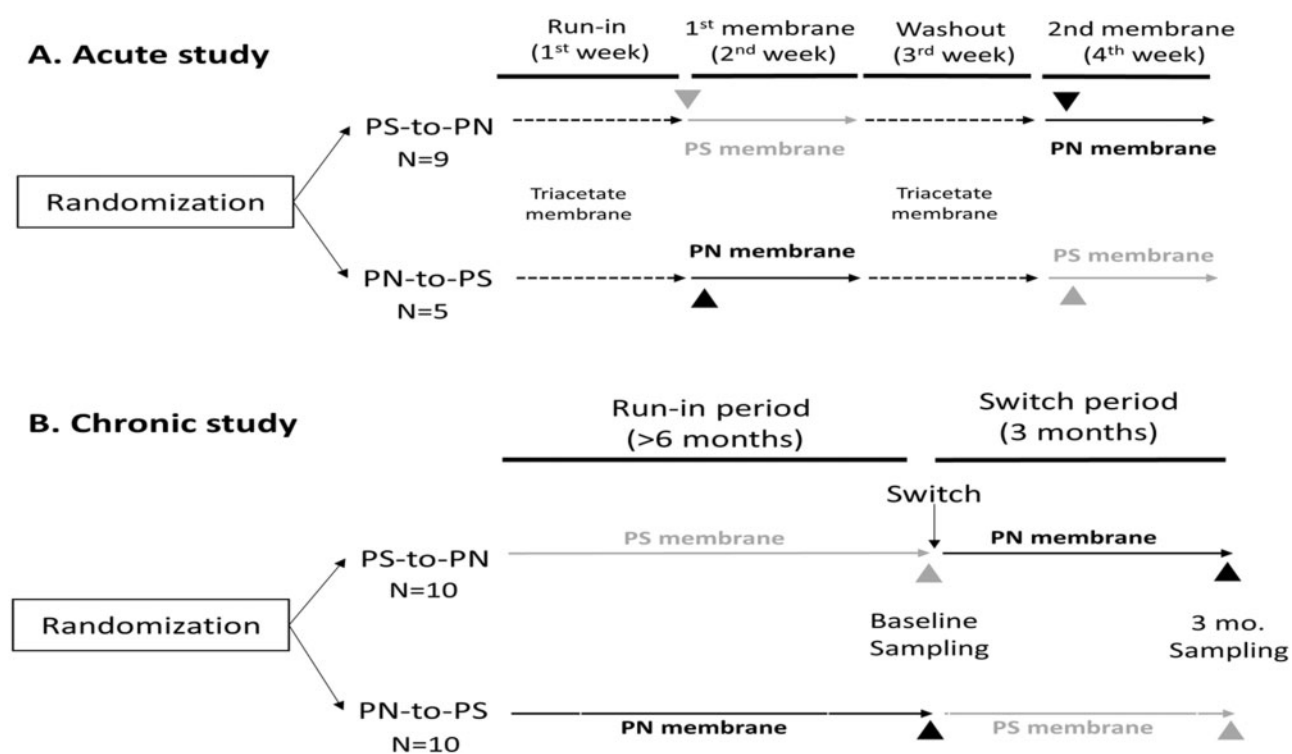 A. Acute study
Run-in
(1st week)
1st membrane
(2nd week)
Washout
(3rd week)
2nd membrane
(4th week)
Randomization
PS-to-PN
N=9
PS membrane
PN membrane
Triacetate
membrane
Triacetate
membrane
PN-to-PS
N=5
PN membrane
PS membrane
B. Chronic study
Run-in period
(>6 months)
Switch period
(3 months)
Switch
Randomization
PS-to-PN
N=10
PS membrane
PN membrane
Baseline
Sampling
3 mo.
Sampling
PN-to-PS
N=10
PN membrane
PS membrane